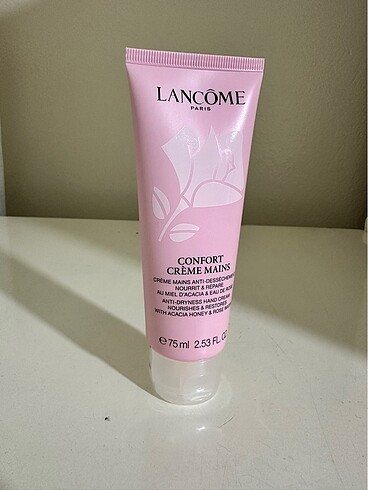 LANCÔME
PARIS
CONFORT
CRÈME MAINS
CRÈME MAINS ANTI-DESSÈCHEMENT
NOURRIT & RÉPARE
AU MIEL D'ACACIA & EAU DE ROSE
ANTI-DRYNESS HAND CREAM
NOURISHES & RESTORES
WITH ACACIA HONEY & ROSE
e 75 ml 2.53 FL. OZ